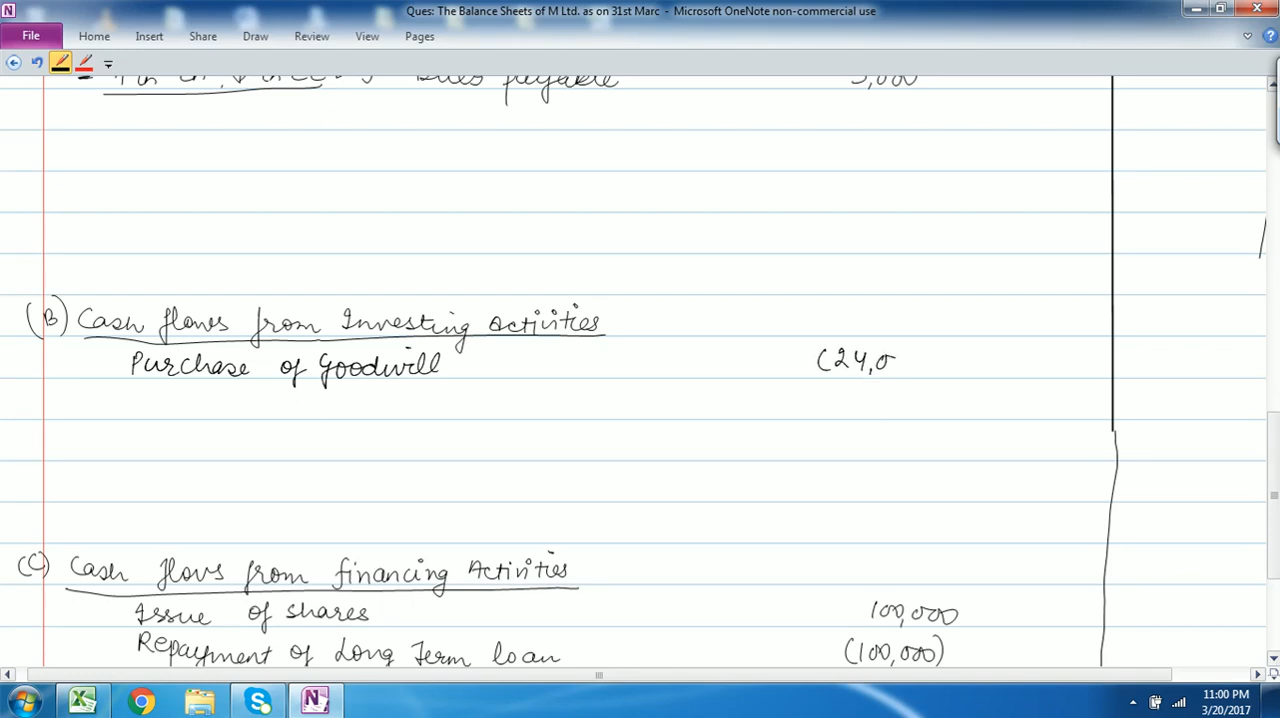 Ques: The Balance Sheets of M Ltd. as on 31st Marc - Microsoft OneNote non-commercial use
File Home Insert Share Draw Review View Pages
payable 5,000
(B) Cash flows from Investing Activities
Purchase of Goodwill (24,0
(C) Cash flows from financing Activities
Issue of shares 100,000
Repayment of Long Term loan (100,000)
11:00 PM
3/20/2017